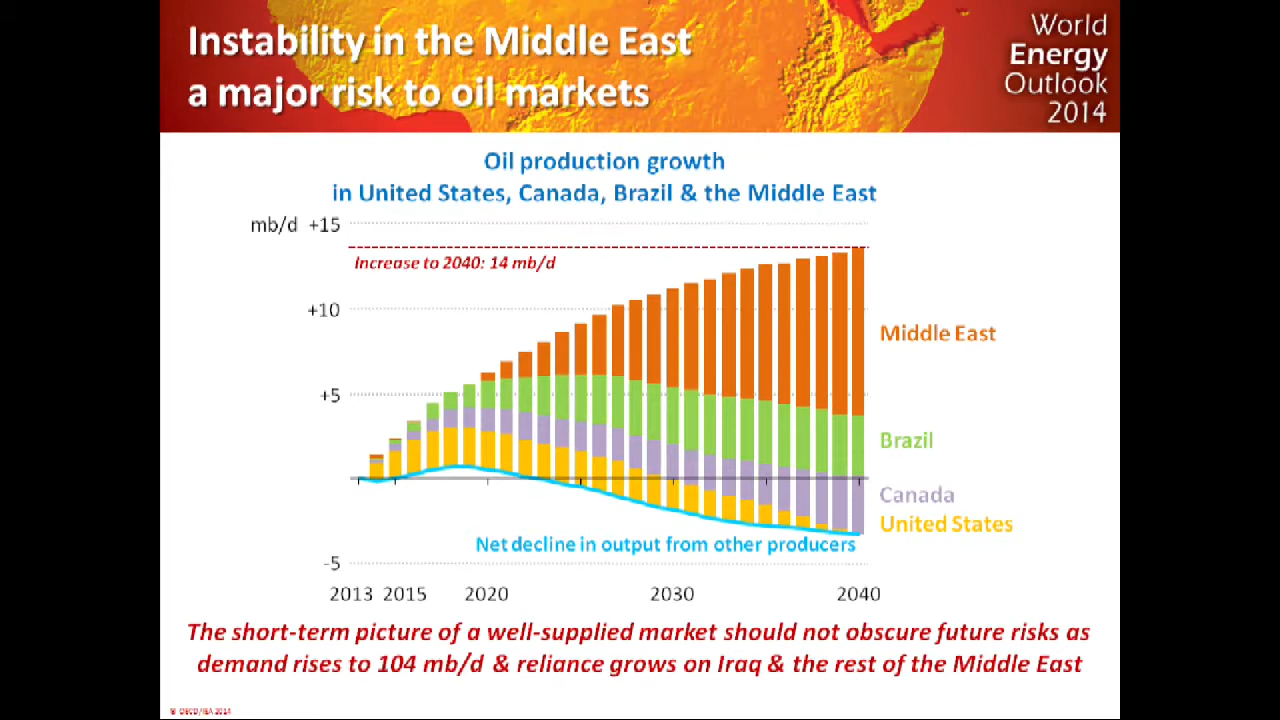 Instability in the Middle East
a major risk to oil markets
World
Energy
Outlook
2014
Oil production growth
in United States, Canada, Brazil & the Middle East
mb/d +15
Increase to 2040: 14 mb/d
+10
Middle East
+5
Brazil
Canada
United States
Net decline in output from other producers
-5
2013 2015 2020 2030 2040
The short-term picture of a well-supplied market should not obscure future risks as
demand rises to 104 mb/d & reliance grows on Iraq & the rest of the Middle East
© OECD/IEA 2014